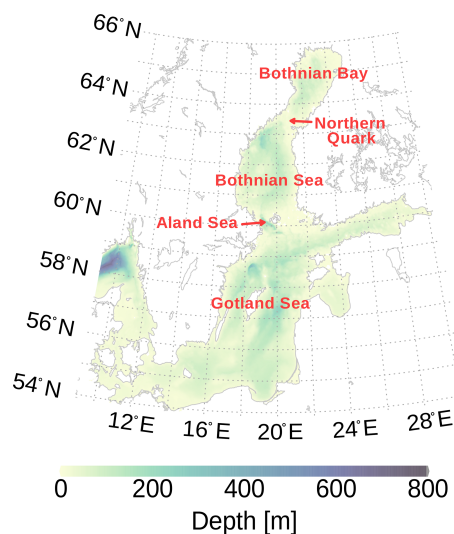 66˚N
64˚N
62˚N
60˚N
58˚N
56˚N
54˚N
Bothnian Bay
Northern
Quark
Bothnian Sea
Aland Sea
Gotland Sea
12˚E
16˚E
20˚E
24˚E
28˚E
0
200
400
600
800
Depth [m]